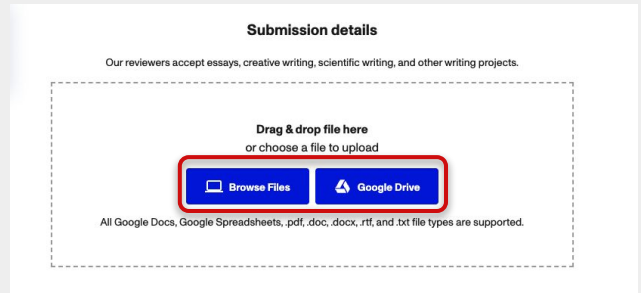 Submission details
Our reviewers accept essays, creative writing, scientific writing, and other writing projects.
Drag & drop file here
or choose a file to upload
Browse Files Google Drive
All Google Docs, Google Spreadsheets, .pdf, .doc, .docx, .rtf, and .txt file types are supported.